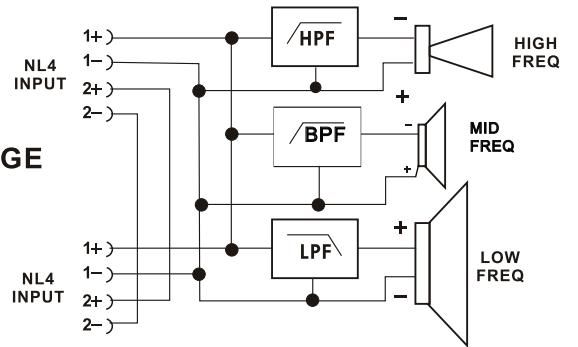 1+
1−
NL4
INPUT
2+
2−
GE
HPF
−
+
HIGH
FREQ
BPF
-
+
MID
FREQ
1+
1−
NL4
INPUT
2+
2−
LPF
+
−
LOW
FREQ